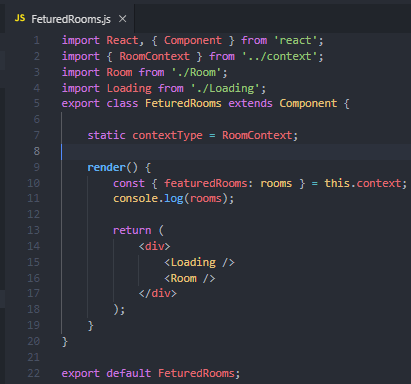 JS FeturedRooms.js ×
1 import React, { Component } from 'react';
2 import { RoomContext } from '../context';
3 import Room from './Room';
4 import Loading from './Loading';
5 export class FeturedRooms extends Component {
6
7     static contextType = RoomContext;
8
9     render() {
10         const { featuredRooms: rooms } = this.context;
11         console.log(rooms);
12
13         return (
14             <div>
15                 <Loading />
16                 <Room />
17             </div>
18         );
19     }
20 }
21
22 export default FeturedRooms;